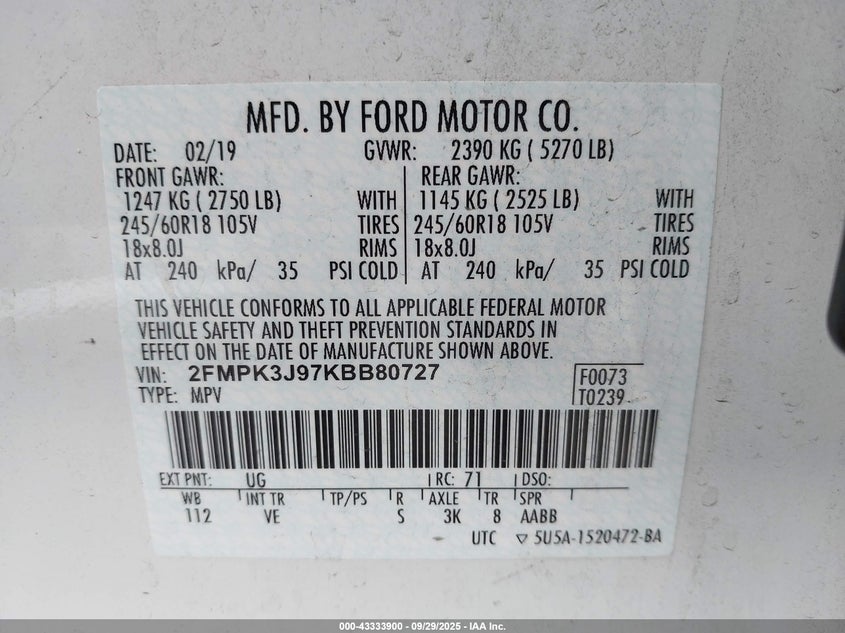 MFD. BY FORD MOTOR CO.
DATE: 02/19 GVWR: 2390 KG ( 5270 LB)
FRONT GAWR: REAR GAWR:
1247 KG ( 2750 LB) WITH 1145 KG ( 2525 LB) WITH
245/60R18 105V TIRES 245/60R18 105V TIRES
18x8.0J RIMS 18x8.0J RIMS
AT 240 kPa/ 35 PSI COLD AT 240 kPa/ 35 PSI COLD
THIS VEHICLE CONFORMS TO ALL APPLICABLE FEDERAL MOTOR
VEHICLE SAFETY AND THEFT PREVENTION STANDARDS IN
EFFECT ON THE DATE OF MANUFACTURE SHOWN ABOVE.
VIN: 2FMPK3J97KBB80727 F0073
TYPE: MPV T0239
EXT PNT: UG RC: 71 DSO:
WB INT TR TP/PS R AXLE TR SPR
112 VE S 3K 8 AABB
UTC ▽ 5U5A-1520472-BA
000-43333900 - 09/29/2025 - IAA Inc.